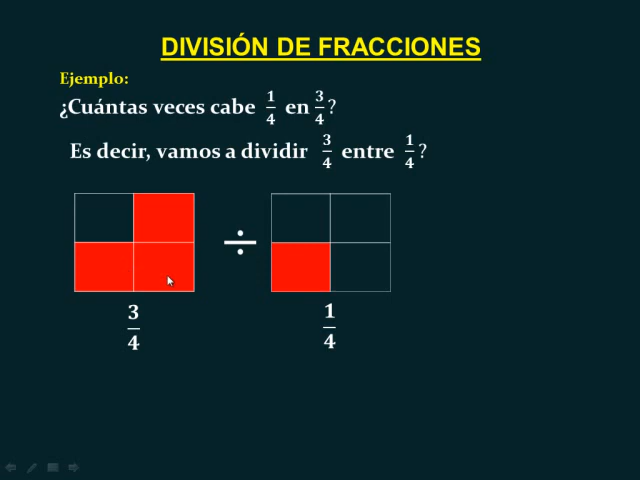 DIVISIÓN DE FRACCIONES
Ejemplo:
¿Cuántas veces cabe 1/4 en 3/4?
Es decir, vamos a dividir 3/4 entre 1/4?
÷
3/4
1/4